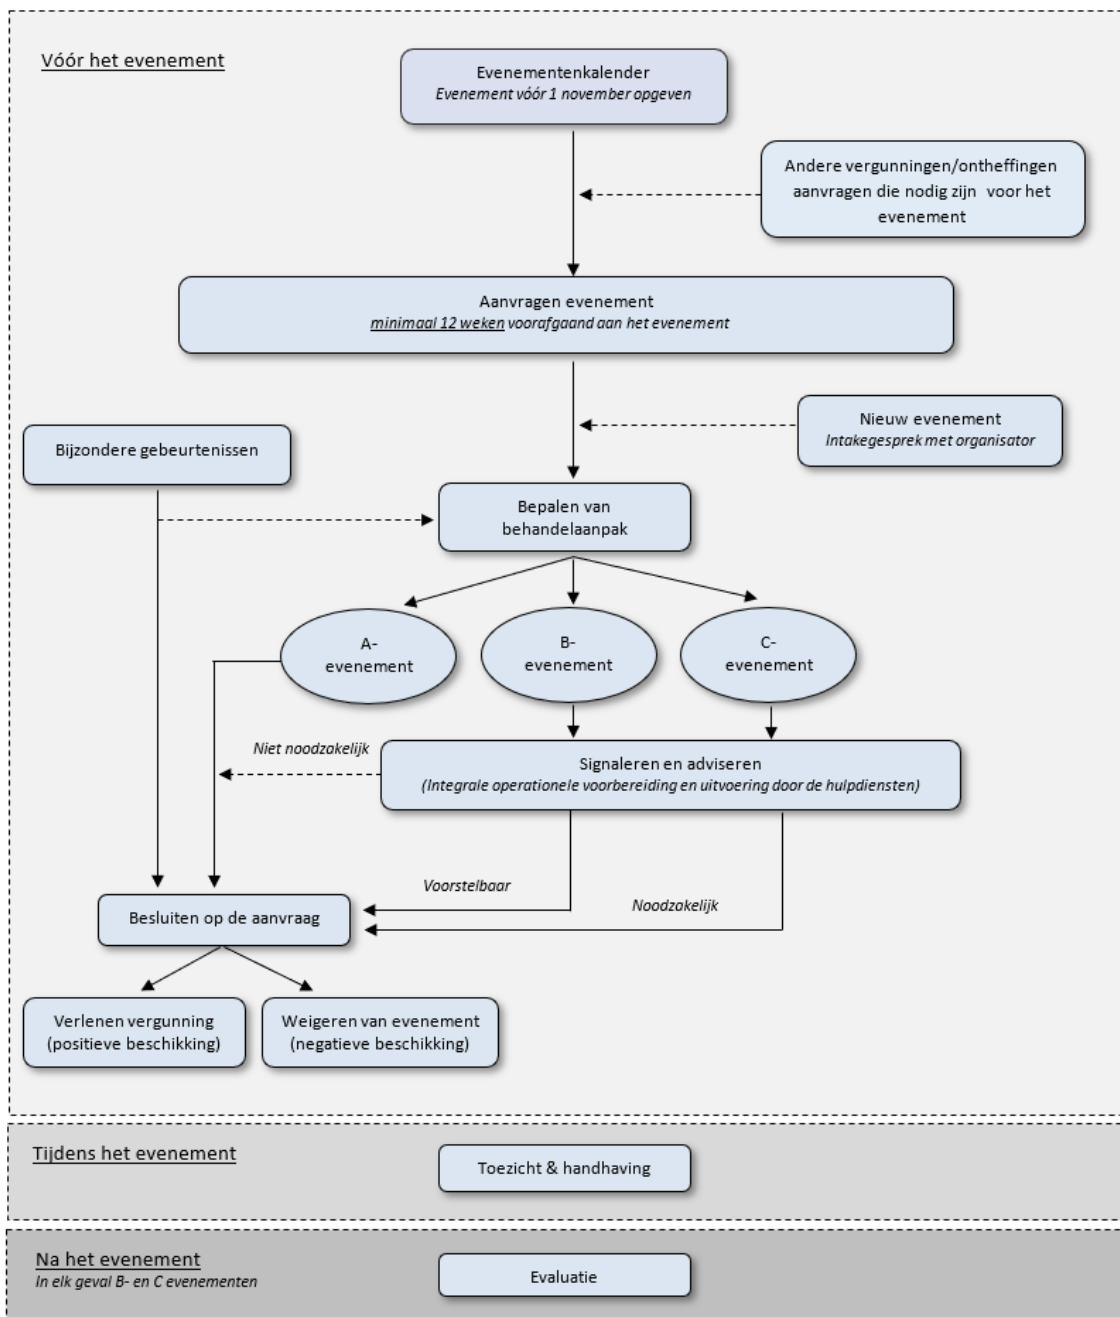 Vóór het evenement
Evenementenkalender
Evenement vóór 1 november opgeven
Andere vergunningen/ontheffingen
aanvragen die nodig zijn voor het
evenement
Aanvragen evenement
minimaal 12 weken voorafgaand aan het evenement
Nieuw evenement
Intakegesprek met organisator
Bijzondere gebeurtenissen
Bepalen van
behandelaanpak
A-
evenement
B-
evenement
C-
evenement
Niet noodzakelijk
Signaleren en adviseren
(Integrale operationele voorbereiding en uitvoering door de hulpdiensten)
Voorstelbaar
Noodzakelijk
Besluiten op de aanvraag
Verlenen vergunning
(positieve beschikking)
Weigeren van evenement
(negatieve beschikking)
Tijdens het evenement
Toezicht & handhaving
Na het evenement
In elk geval B- en C evenementen
Evaluatie